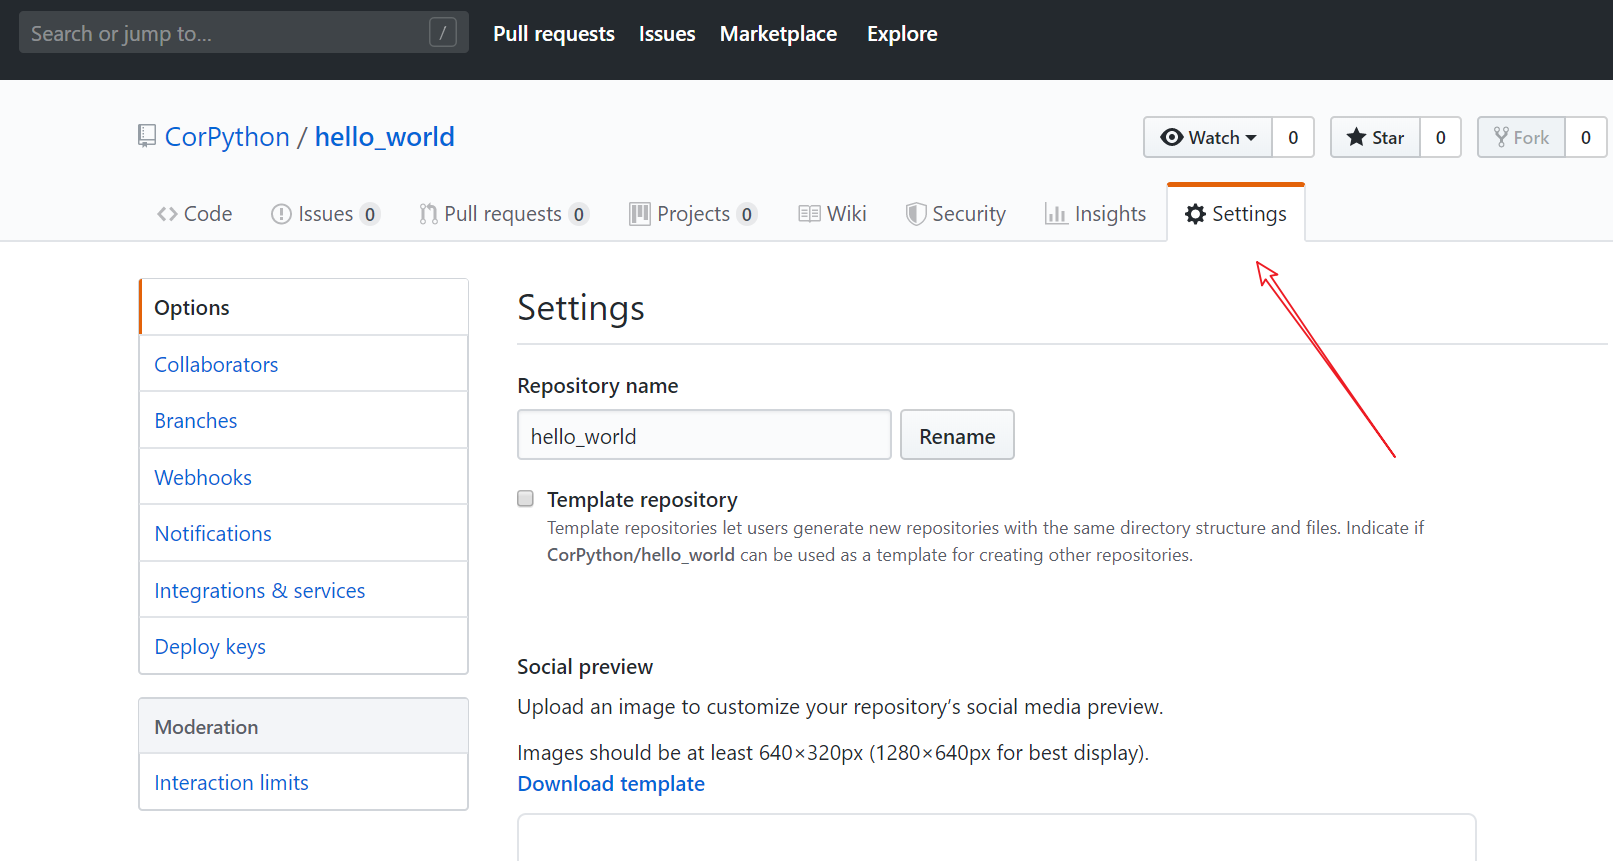 Search or jump to... /
Pull requests Issues Marketplace Explore
CorPython / hello_world
Watch 0 Star 0 Fork 0
Code Issues 0 Pull requests 0 Projects 0 Wiki Security Insights Settings
Options
Collaborators
Branches
Webhooks
Notifications
Integrations & services
Deploy keys
Moderation
Interaction limits
Settings
Repository name
hello_world Rename
Template repository
Template repositories let users generate new repositories with the same directory structure and files. Indicate if
CorPython/hello_world can be used as a template for creating other repositories.
Social preview
Upload an image to customize your repository’s social media preview.
Images should be at least 640×320px (1280×640px for best display).
Download template